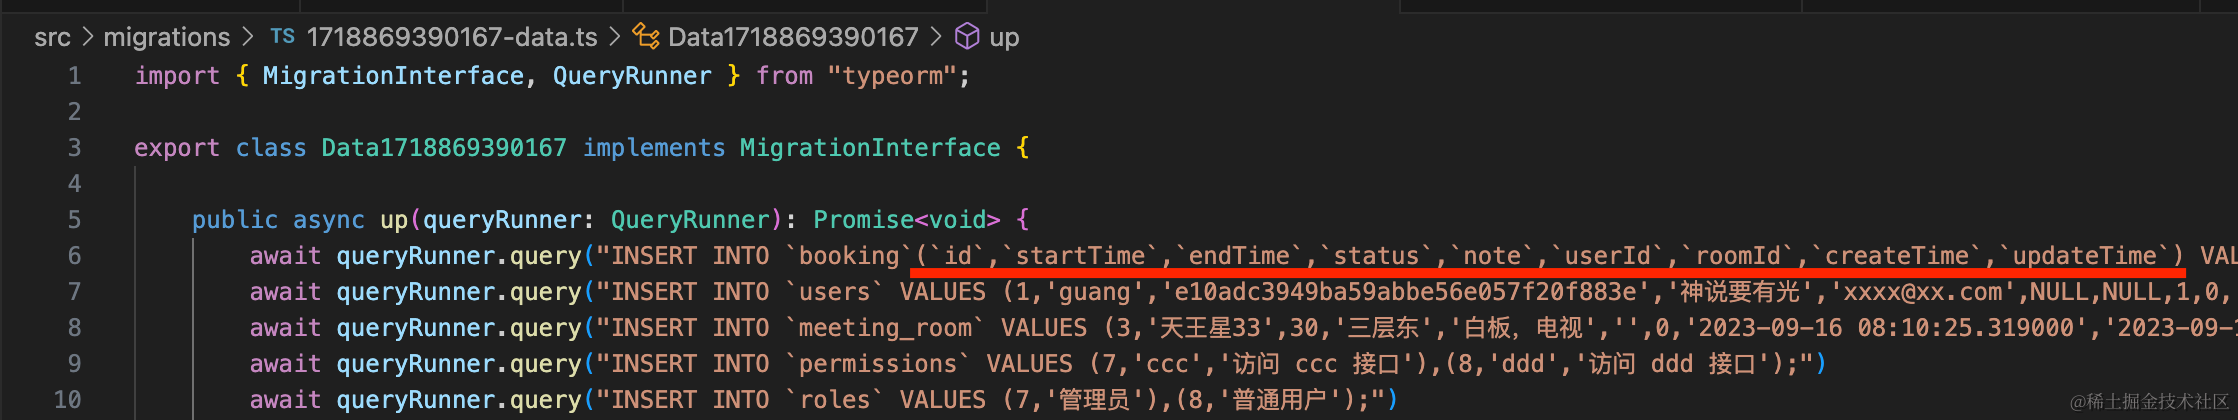 src > migrations > TS 1718869390167-data.ts > Data1718869390167 > up
1 import { MigrationInterface, QueryRunner } from "typeorm";
2
3 export class Data1718869390167 implements MigrationInterface {
4
5 public async up(queryRunner: QueryRunner): Promise<void> {
6 await queryRunner.query("INSERT INTO `booking`(`id`,`startTime`,`endTime`,`status`,`note`,`userId`,`roomId`,`createTime`,`updateTime`) VAL
7 await queryRunner.query("INSERT INTO `users` VALUES (1,'guang','e10adc3949ba59abbe56e057f20f883e','神说要有光','xxxx@xx.com',NULL,NULL,1,0,
8 await queryRunner.query("INSERT INTO `meeting_room` VALUES (3,'天王星33',30,'三层东','白板，电视','',0,'2023-09-16 08:10:25.319000','2023-09-1
9 await queryRunner.query("INSERT INTO `permissions` VALUES (7,'ccc','访问 ccc 接口'),(8,'ddd','访问 ddd 接口');")
10 await queryRunner.query("INSERT INTO `roles` VALUES (7,'管理员'),(8,'普通用户');")
@稀土掘金技术社区